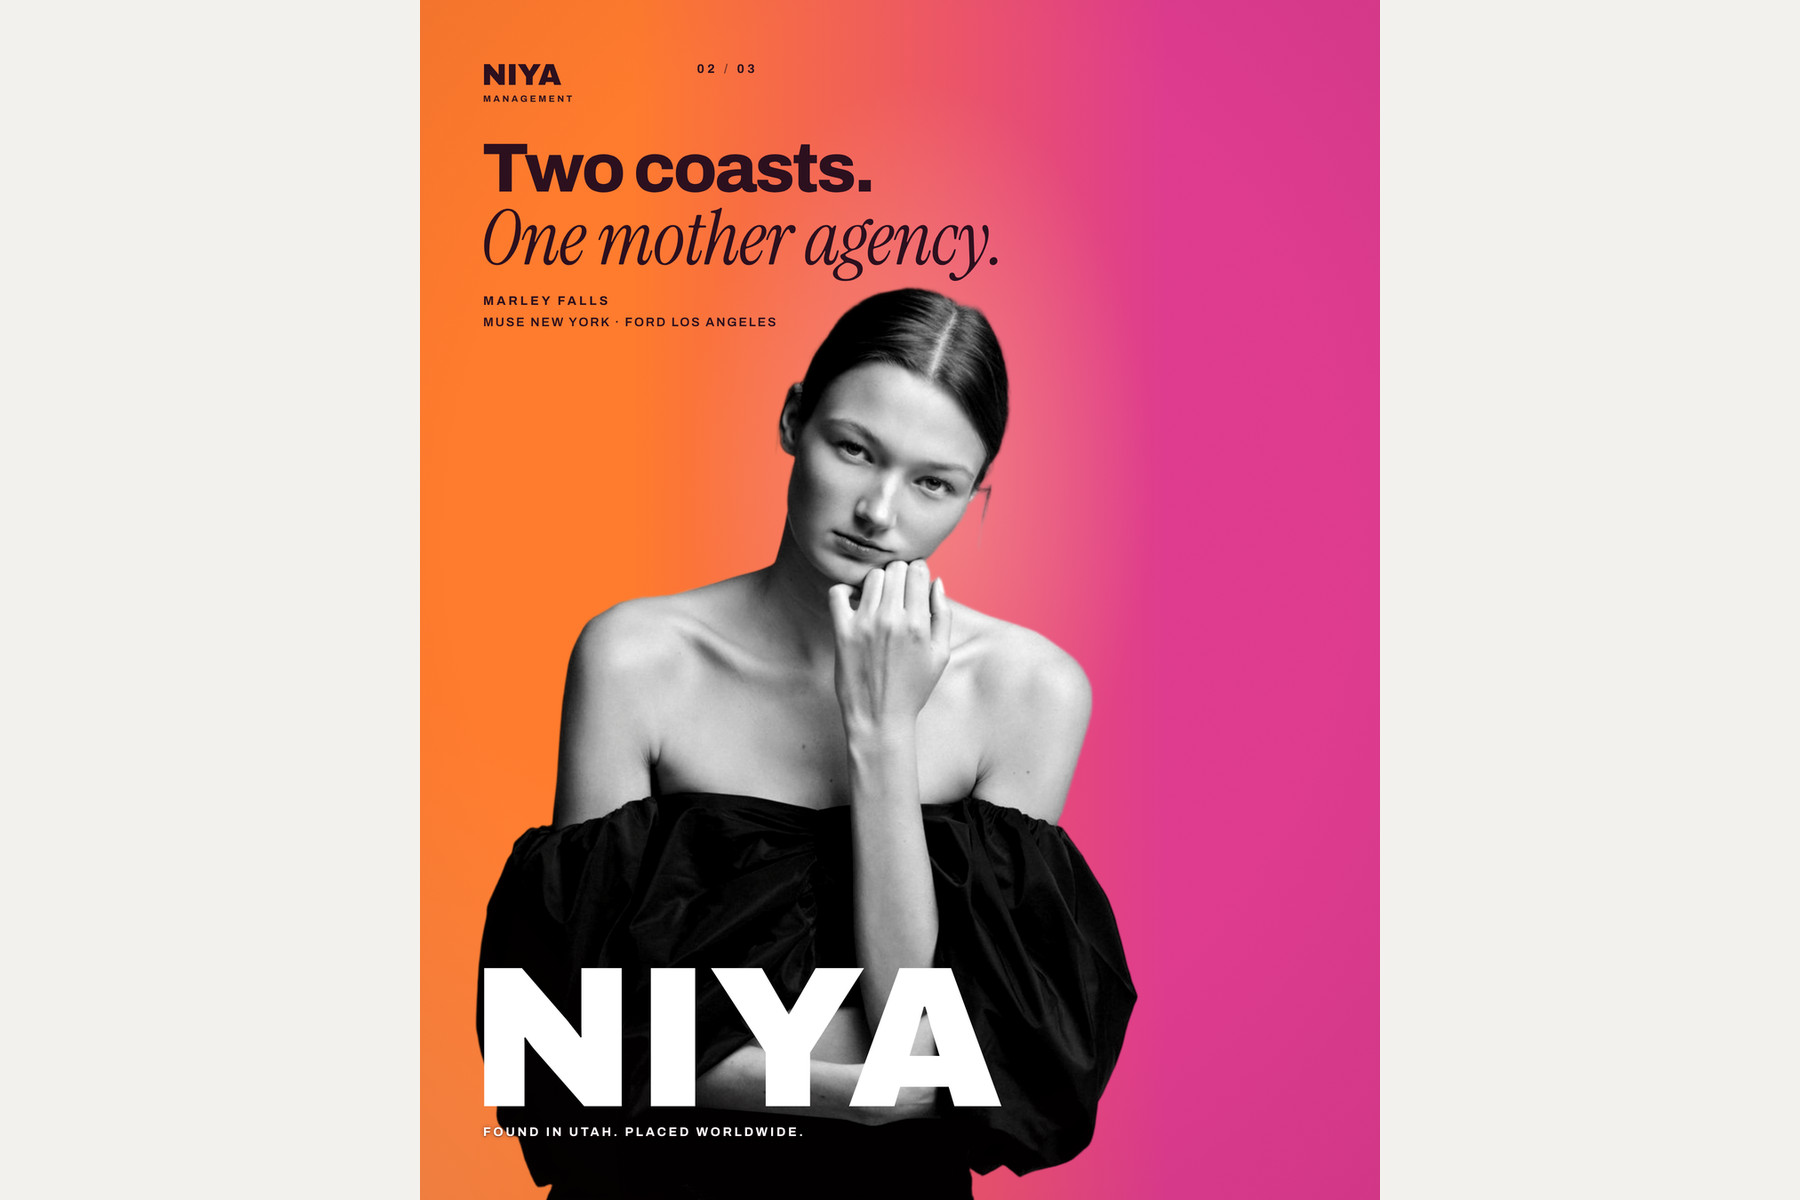 NIYA
MANAGEMENT
02 / 03
Two coasts.
One mother agency.
MARLEY FALLS
MUSE NEW YORK · FORD LOS ANGELES
NIYA
FOUND IN UTAH. PLACED WORLDWIDE.